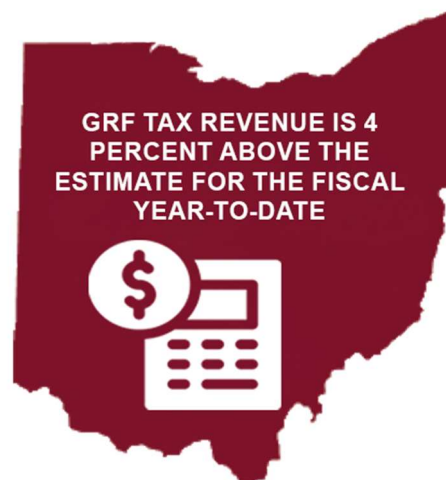 GRF TAX REVENUE IS 4
PERCENT ABOVE THE
ESTIMATE FOR THE FISCAL
YEAR-TO-DATE
$